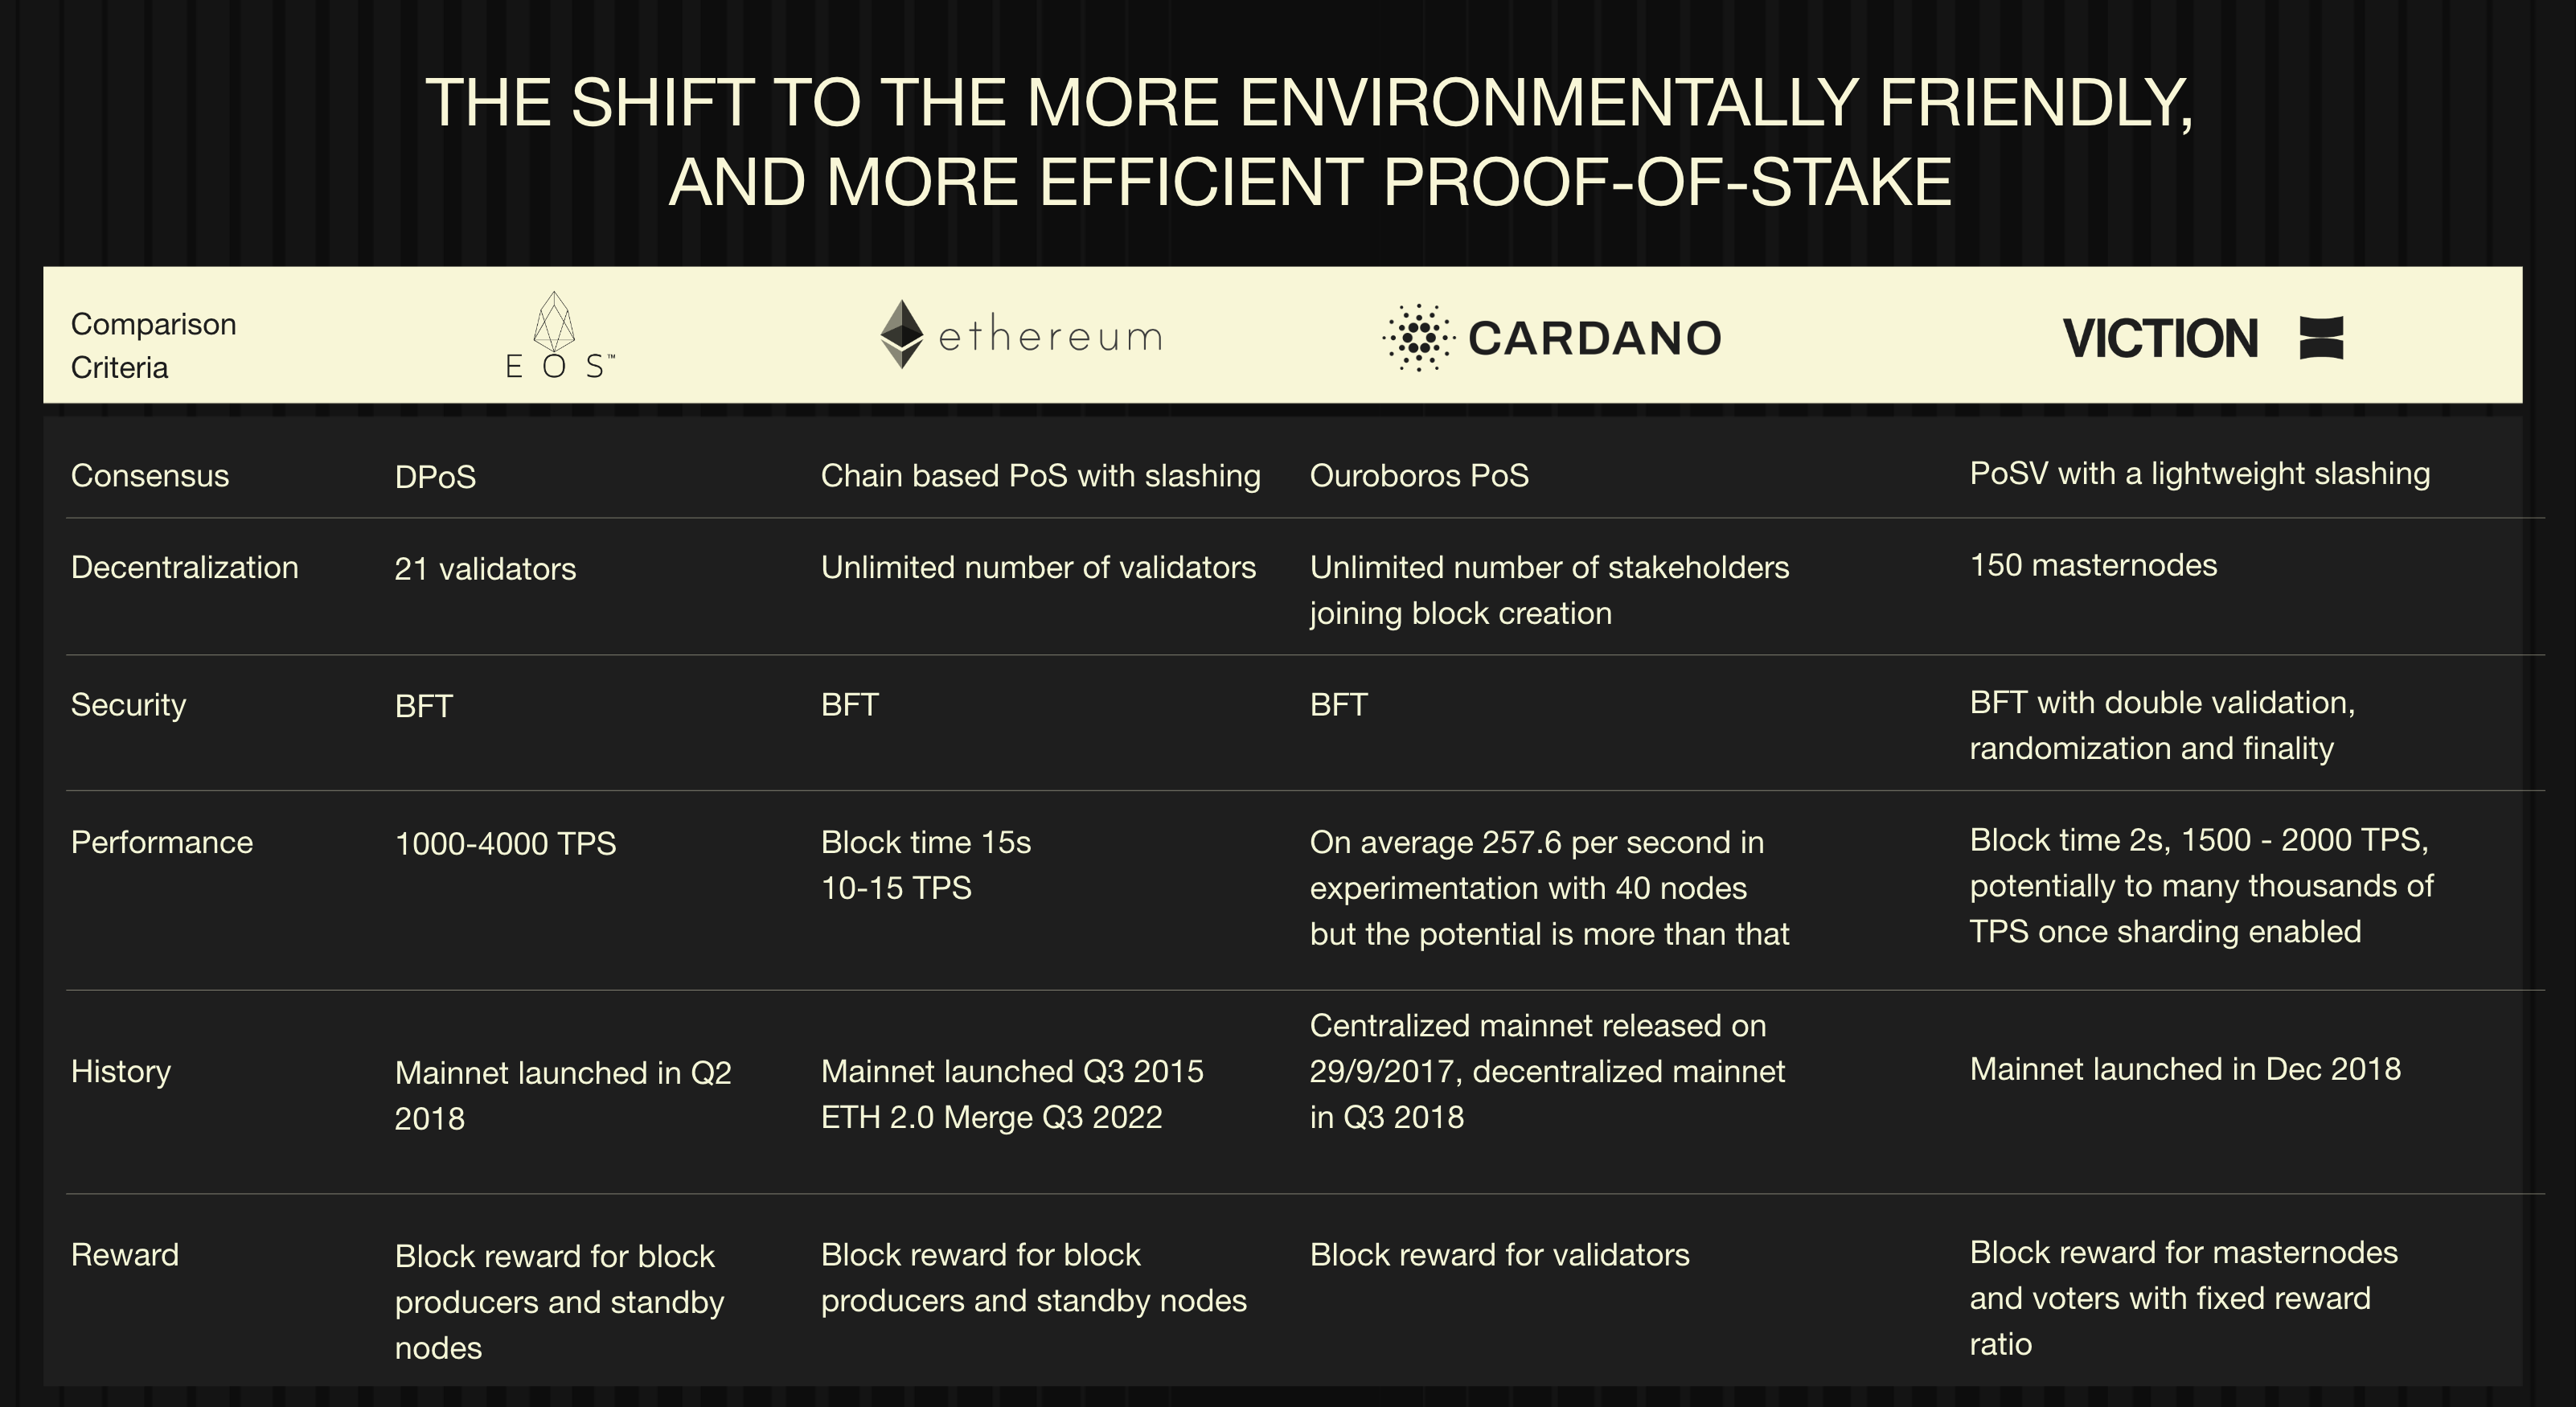 THE SHIFT TO THE MORE ENVIRONMENTALLY FRIENDLY,
AND MORE EFFICIENT PROOF-OF-STAKE
Comparison
Criteria
EOS™
ethereum
CARDANO
VICTION
Consensus
DPoS
Chain based PoS with slashing
Ouroboros PoS
PoSV with a lightweight slashing
Decentralization
21 validators
Unlimited number of validators
Unlimited number of stakeholders
joining block creation
150 masternodes
Security
BFT
BFT
BFT
BFT with double validation,
randomization and finality
Performance
1000-4000 TPS
Block time 15s
10-15 TPS
On average 257.6 per second in
experimentation with 40 nodes
but the potential is more than that
Block time 2s, 1500 - 2000 TPS,
potentially to many thousands of
TPS once sharding enabled
History
Mainnet launched in Q2
2018
Mainnet launched Q3 2015
ETH 2.0 Merge Q3 2022
Centralized mainnet released on
29/9/2017, decentralized mainnet
in Q3 2018
Mainnet launched in Dec 2018
Reward
Block reward for block
producers and standby
nodes
Block reward for block
producers and standby nodes
Block reward for validators
Block reward for masternodes
and voters with fixed reward
ratio